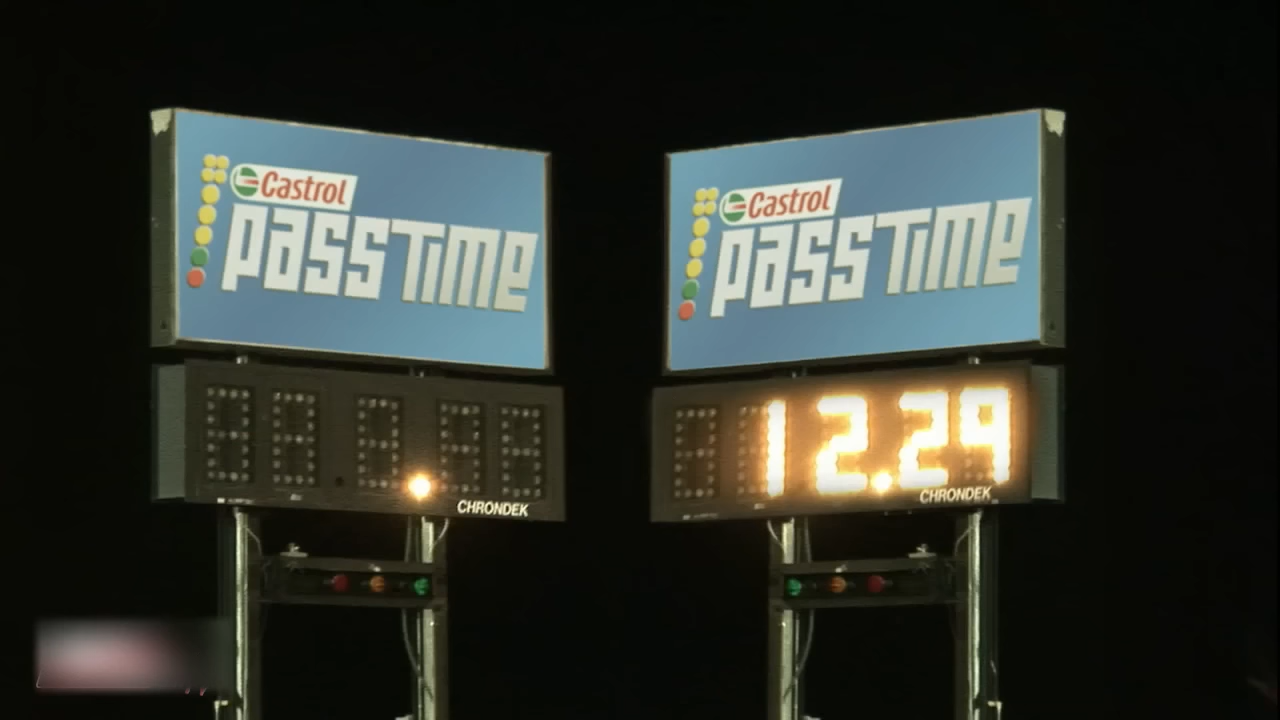 Castrol
PassTime
CHRONDEK
Castrol
PassTime
12.29
CHRONDEK